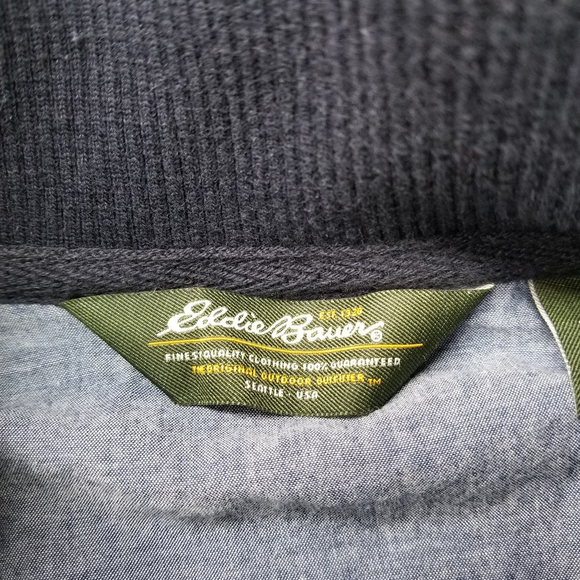 EST 1920
Eddie Bauer®
FINEST QUALITY CLOTHING 100% GUARANTEED
THE ORIGINAL OUTDOOR OUTFITTER ™
SEATTLE · USA